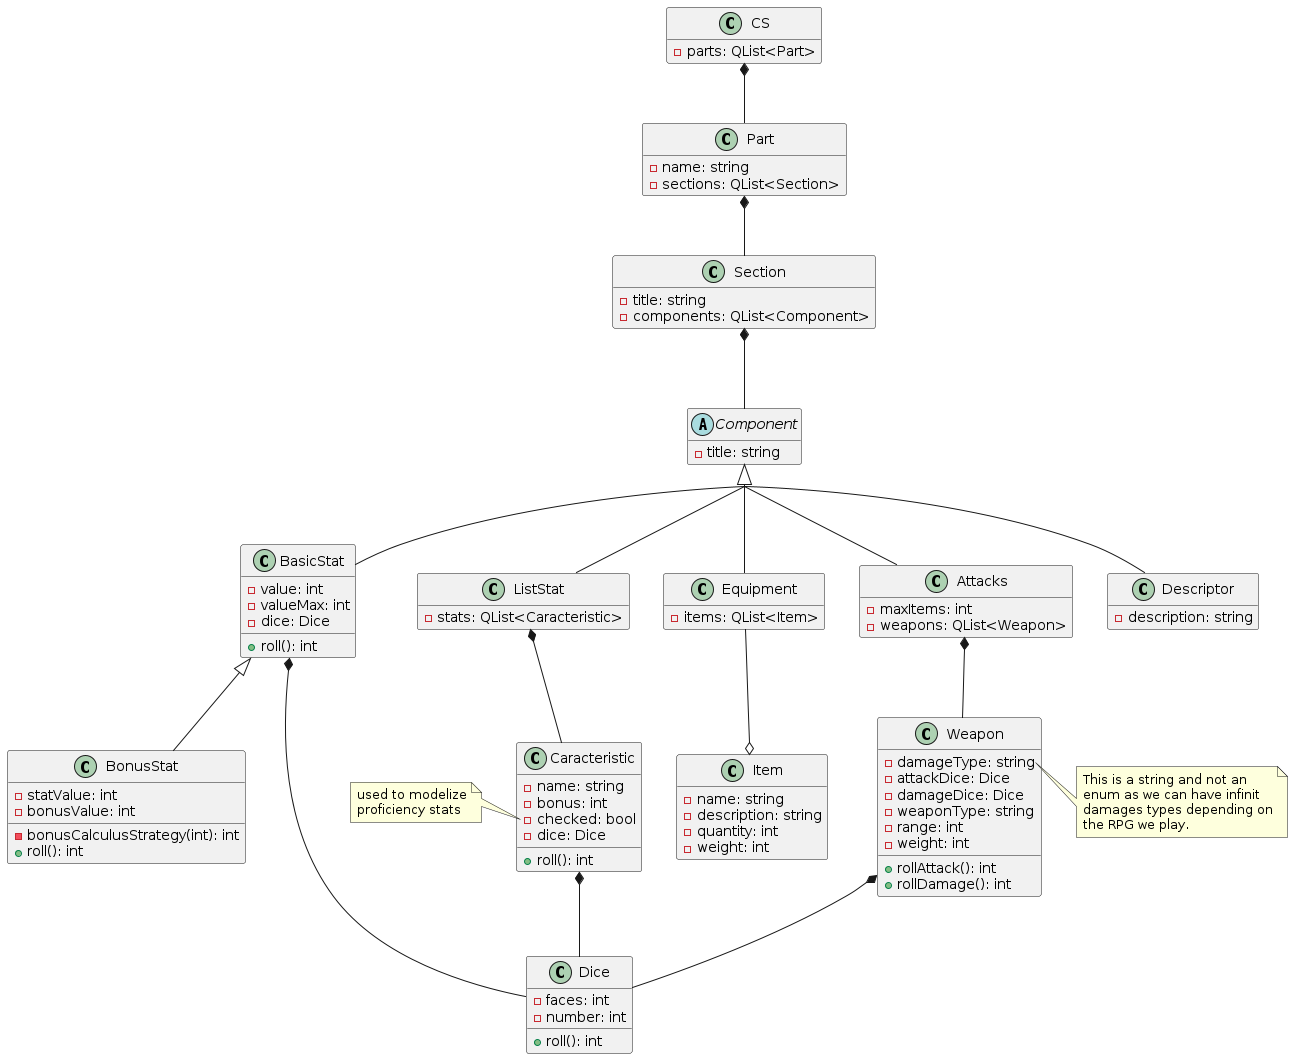 C CS
parts: QList<Part>
C Part
name: string
sections: QList<Section>
C Section
title: string
components: QList<Component>
A Component
title: string
C BasicStat
value: int
valueMax: int
dice: Dice
roll(): int
C ListStat
stats: QList<Caracteristic>
C Equipment
items: QList<Item>
C Attacks
maxItems: int
weapons: QList<Weapon>
C Descriptor
description: string
C BonusStat
statValue: int
bonusValue: int
bonusCalculusStrategy(int): int
roll(): int
used to modelize
proficiency stats
C Caracteristic
name: string
bonus: int
checked: bool
dice: Dice
roll(): int
C Item
name: string
description: string
quantity: int
weight: int
C Weapon
damageType: string
attackDice: Dice
damageDice: Dice
weaponType: string
range: int
weight: int
rollAttack(): int
rollDamage(): int
This is a string and not an
enum as we can have infinit
damages types depending on
the RPG we play.
C Dice
faces: int
number: int
roll(): int